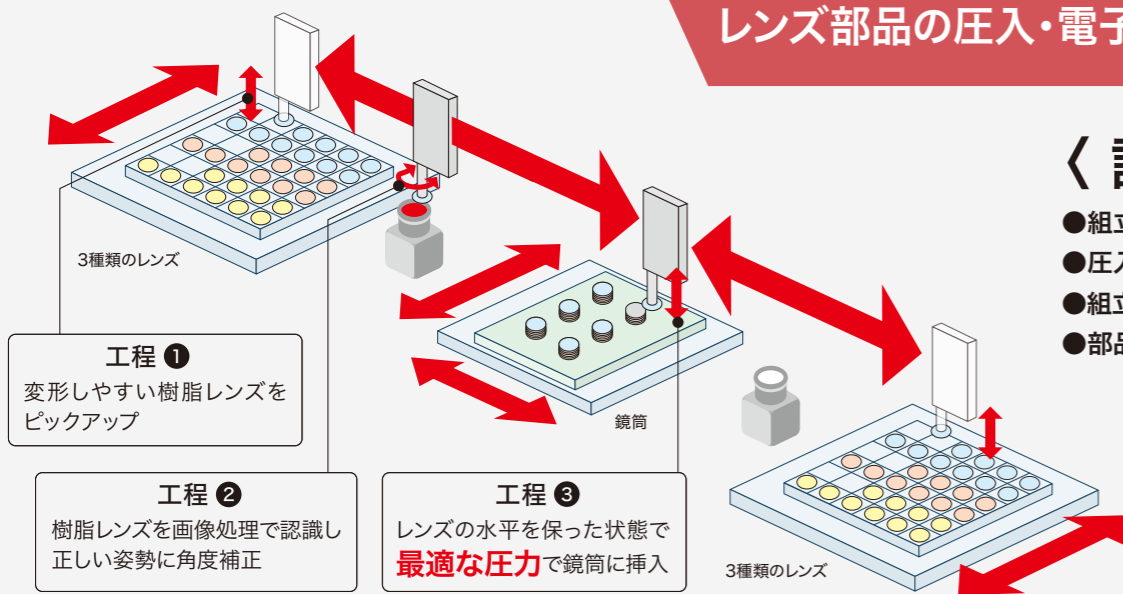 レンズ部品の圧入・電子
●組立
●圧入
●組立
●部品
3種類のレンズ
工程 ❶
変形しやすい樹脂レンズを
ピックアップ
工程 ❷
樹脂レンズを画像処理で認識し
正しい姿勢に角度補正
鏡筒
工程 ❸
レンズの水平を保った状態で
最適な圧力で鏡筒に挿入
3種類のレンズ